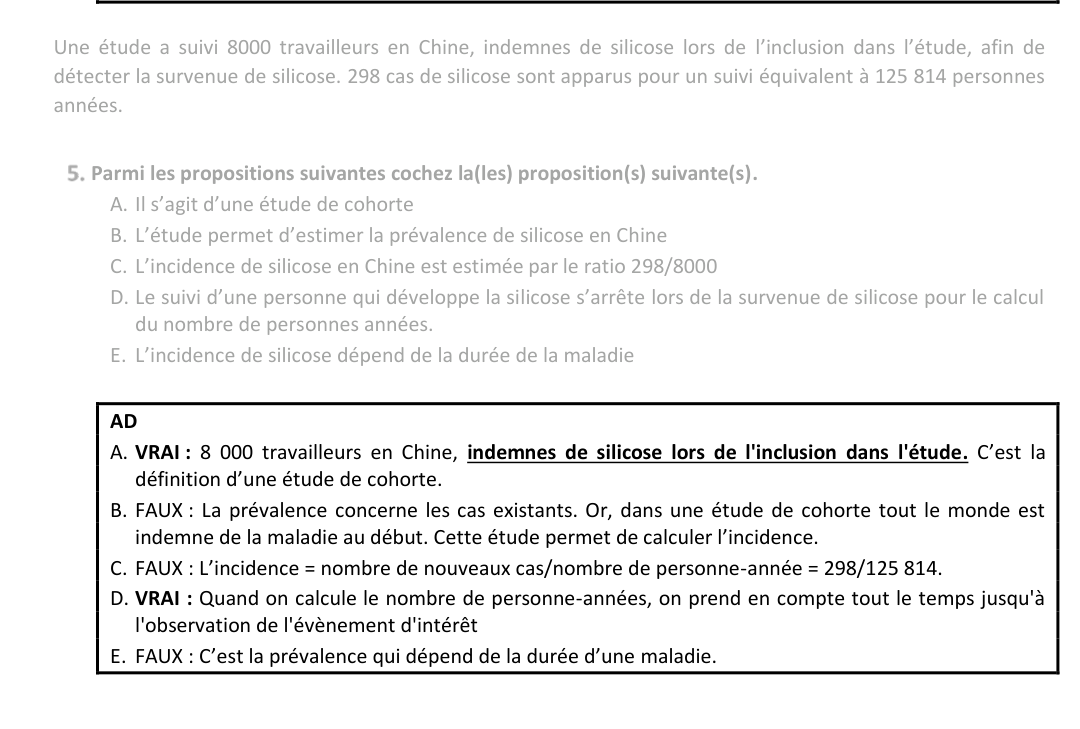 Une étude a suivi 8000 travailleurs en Chine, indemnes de silicose lors de l’inclusion dans l’étude, afin de
détecter la survenue de silicose. 298 cas de silicose sont apparus pour un suivi équivalent à 125 814 personnes
années.
5. Parmi les propositions suivantes cochez la(les) proposition(s) suivante(s).
A. Il s’agit d’une étude de cohorte
B. L’étude permet d’estimer la prévalence de silicose en Chine
C. L’incidence de silicose en Chine est estimée par le ratio 298/8000
D. Le suivi d’une personne qui développe la silicose s’arrête lors de la survenue de silicose pour le calcul
du nombre de personnes années.
E. L’incidence de silicose dépend de la durée de la maladie
AD
A. VRAI : 8 000 travailleurs en Chine, indemnes de silicose lors de l'inclusion dans l'étude. C’est la
définition d’une étude de cohorte.
B. FAUX : La prévalence concerne les cas existants. Or, dans une étude de cohorte tout le monde est
indemne de la maladie au début. Cette étude permet de calculer l’incidence.
C. FAUX : L’incidence = nombre de nouveaux cas/nombre de personne-année = 298/125 814.
D. VRAI : Quand on calcule le nombre de personne-années, on prend en compte tout le temps jusqu'à
l'observation de l'évènement d'intérêt
E. FAUX : C’est la prévalence qui dépend de la durée d’une maladie.